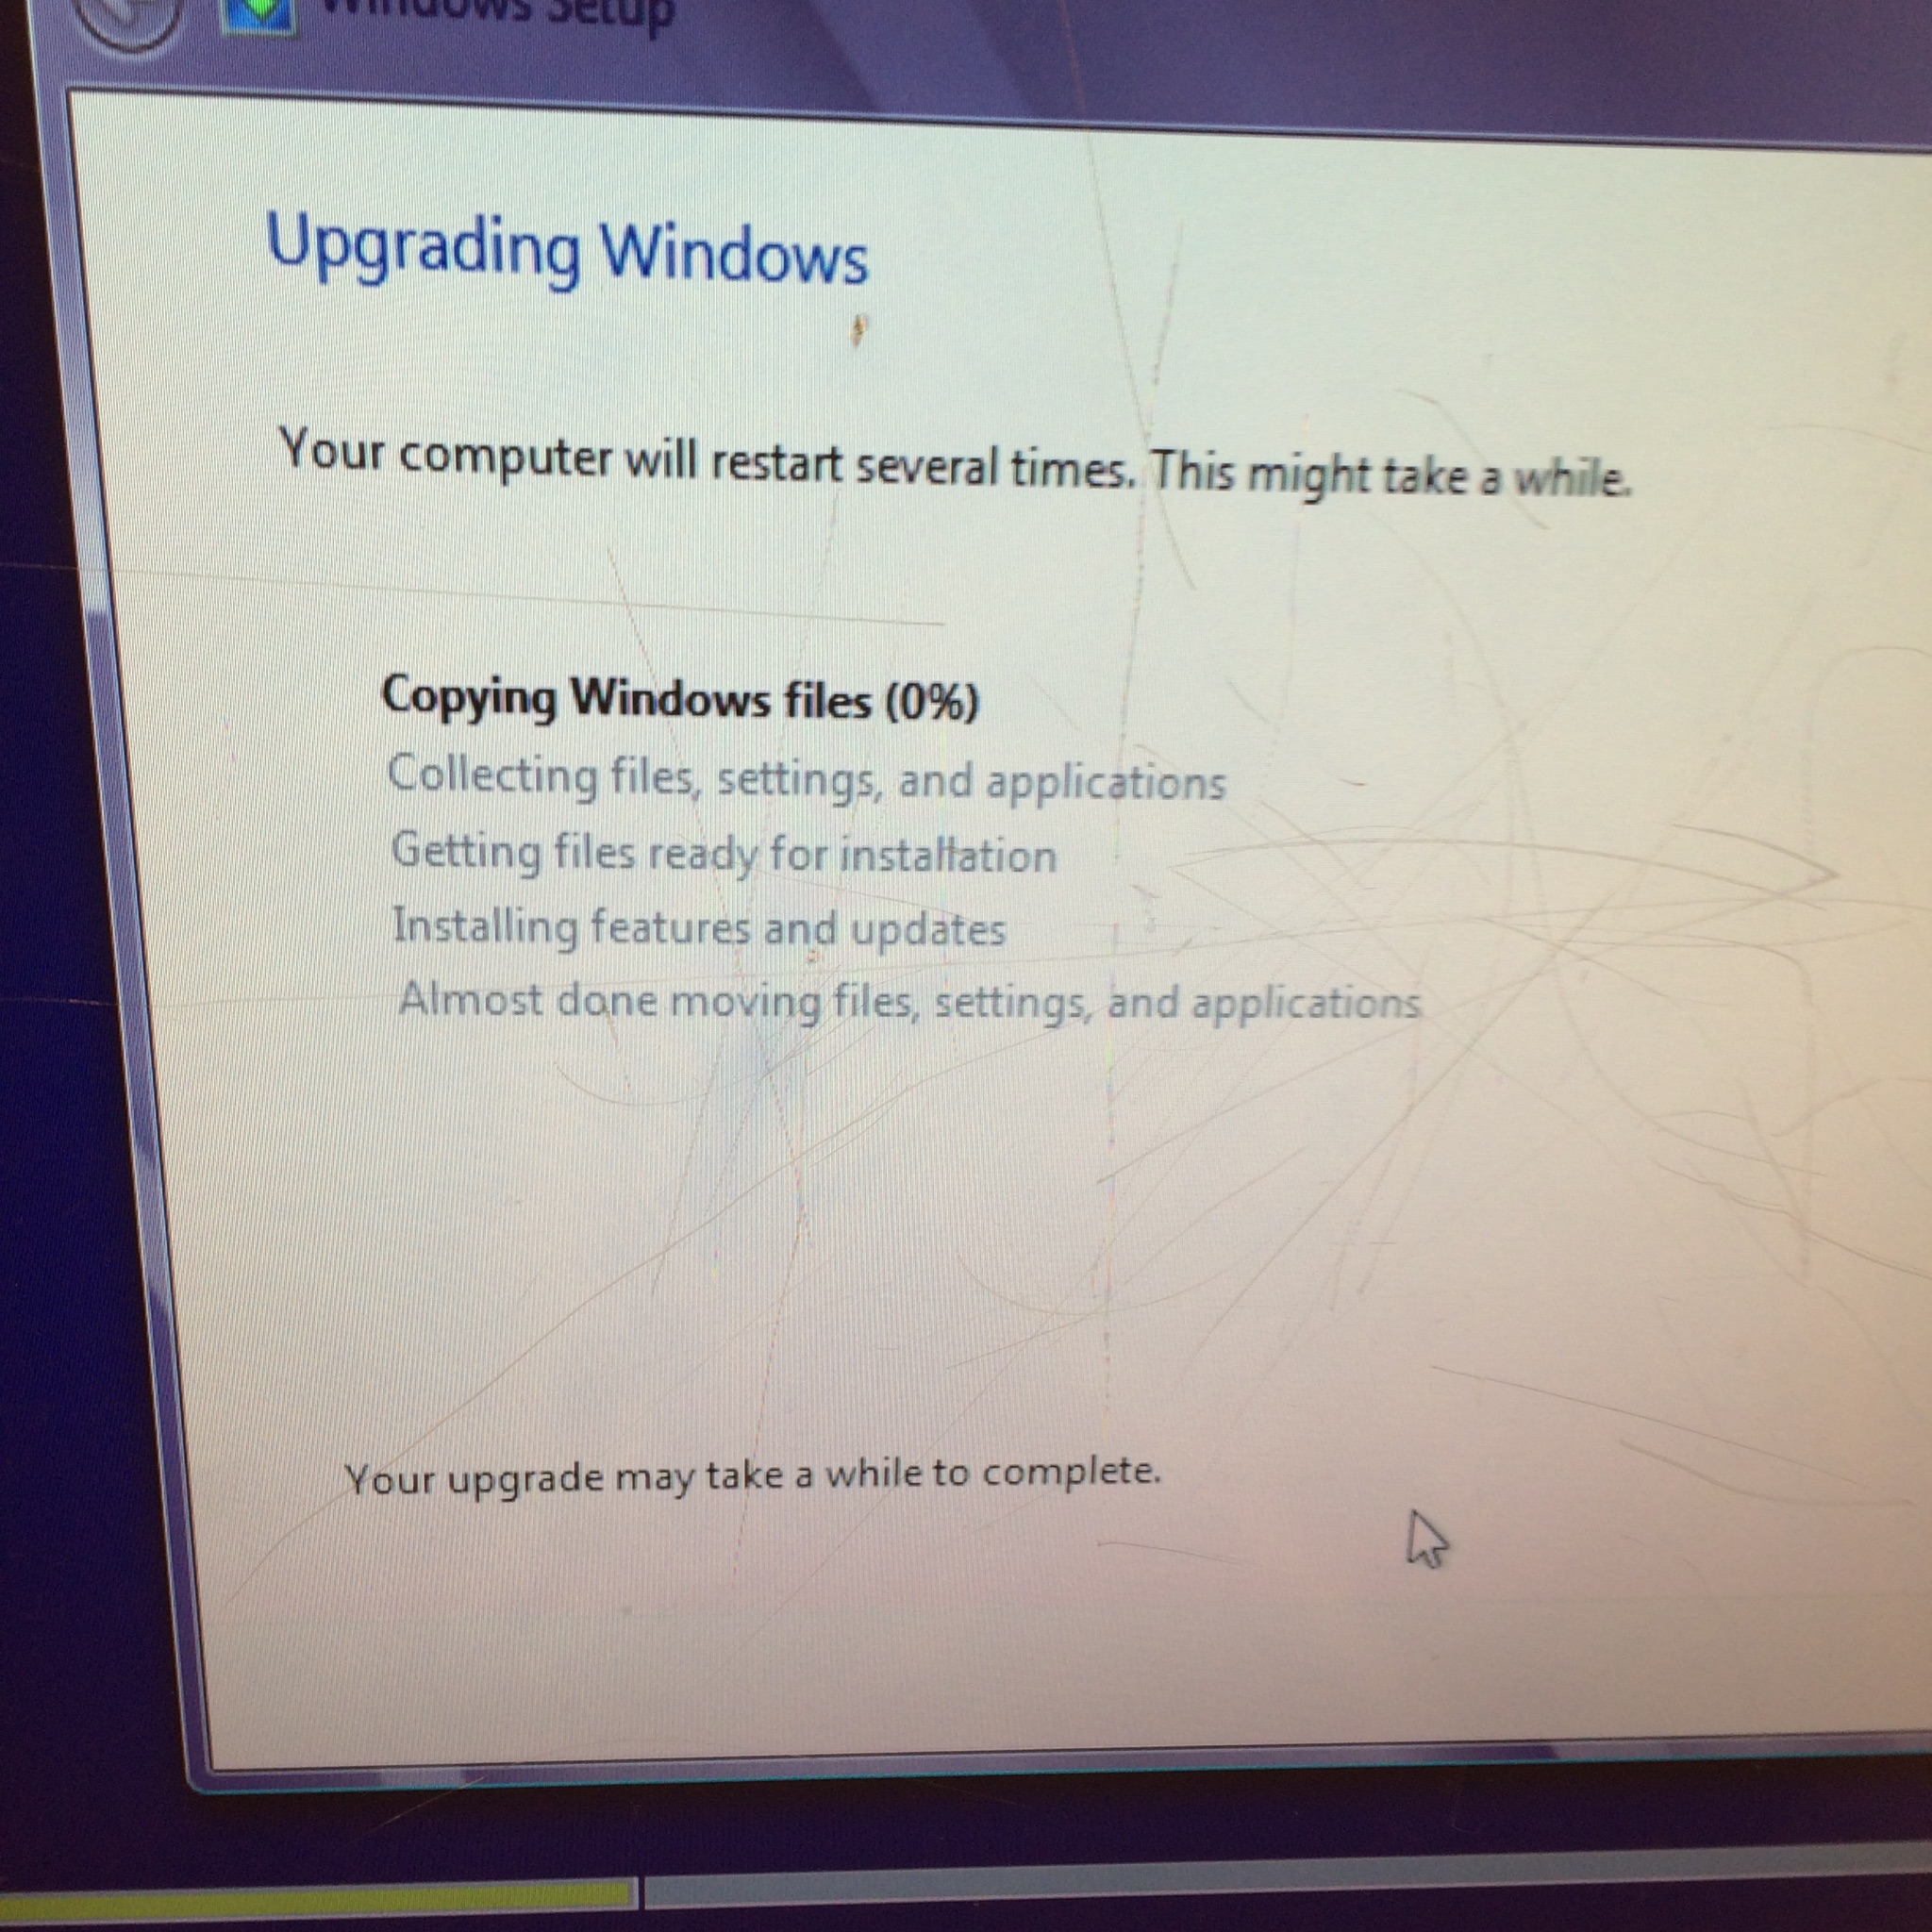 Windows Setup
Upgrading Windows
Your computer will restart several times. This might take a while.
Copying Windows files (0%)
Collecting files, settings, and applications
Getting files ready for installation
Installing features and updates
Almost done moving files, settings, and applications
Your upgrade may take a while to complete.